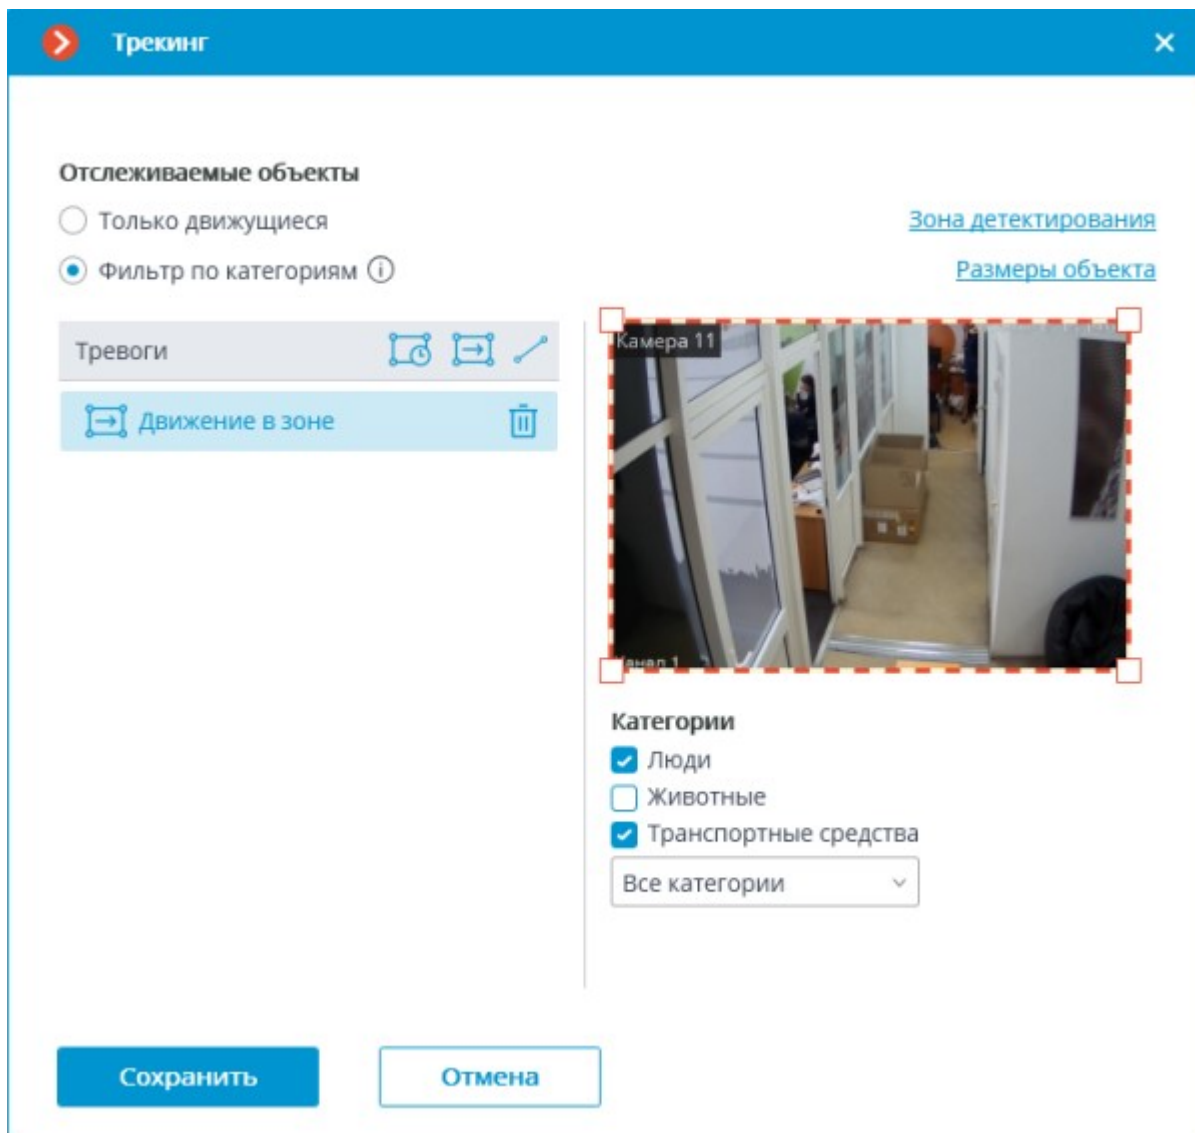 Трекинг
Отслеживаемые объекты
Только движущиеся
Зона детектирования
Фильтр по категориям
Размеры объекта
Тревоги
Камера 11
Движение в зоне
Канал 1
Категории
Люди
Животные
Транспортные средства
Все категории
Сохранить
Отмена